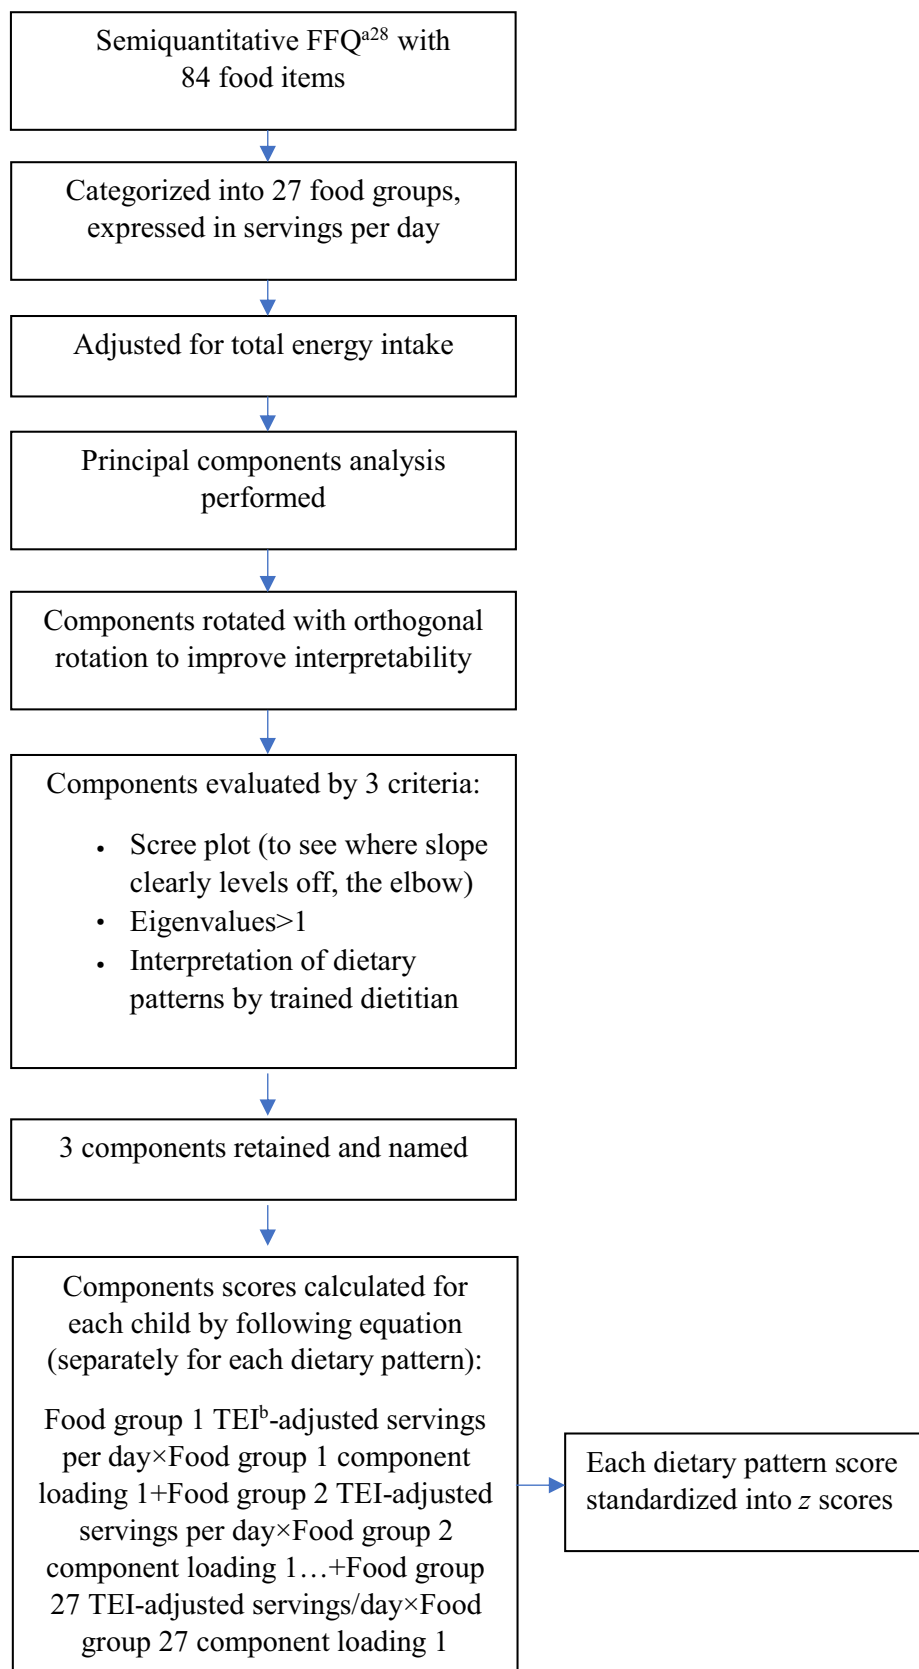 Semiquantitative FFQᵃ²⁸ with
84 food items
Categorized into 27 food groups,
expressed in servings per day
Adjusted for total energy intake
Principal components analysis
performed
Components rotated with orthogonal
rotation to improve interpretability
Components evaluated by 3 criteria:
• Scree plot (to see where slope
clearly levels off, the elbow)
• Eigenvalues>1
• Interpretation of dietary
patterns by trained dietitian
3 components retained and named
Components scores calculated for
each child by following equation
(separately for each dietary pattern):
Food group 1 TEIᵇ-adjusted servings
per day×Food group 1 component
loading 1+Food group 2 TEI-adjusted
servings per day×Food group 2
component loading 1…+Food group
27 TEI-adjusted servings/day×Food
group 27 component loading 1
Each dietary pattern score
standardized into z scores